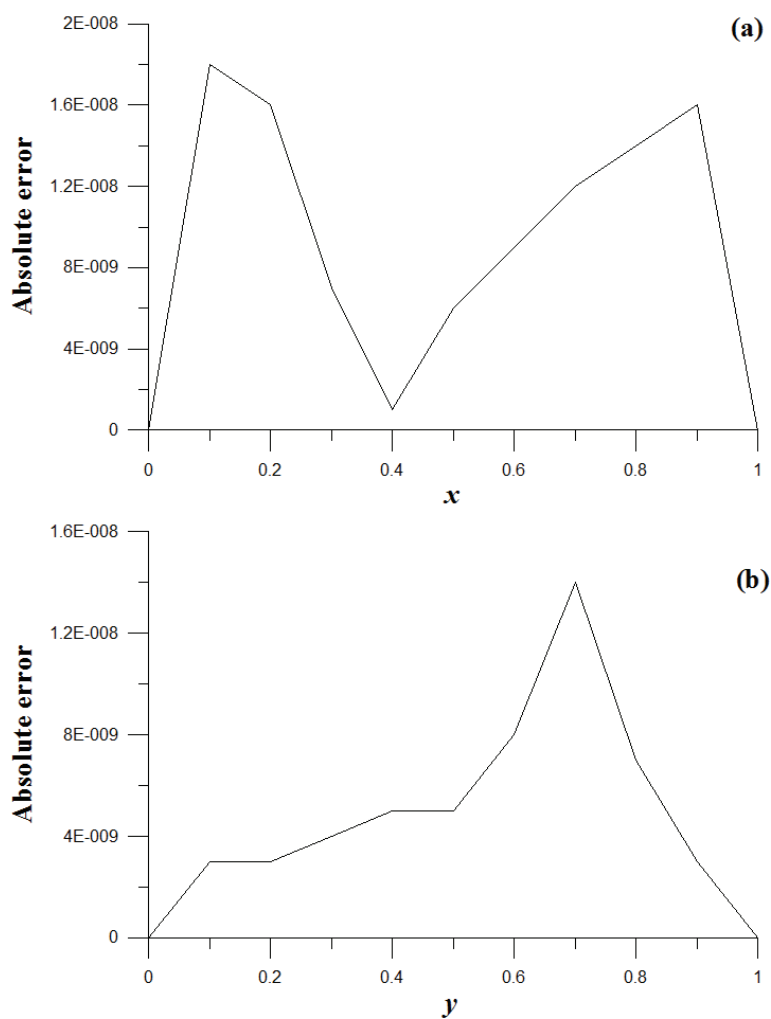 (a)
2E-008
1.6E-008
1.2E-008
8E-009
4E-009
0
Absolute error
0 0.2 0.4 0.6 0.8 1
x
(b)
1.6E-008
1.2E-008
8E-009
4E-009
0
Absolute error
0 0.2 0.4 0.6 0.8 1
y